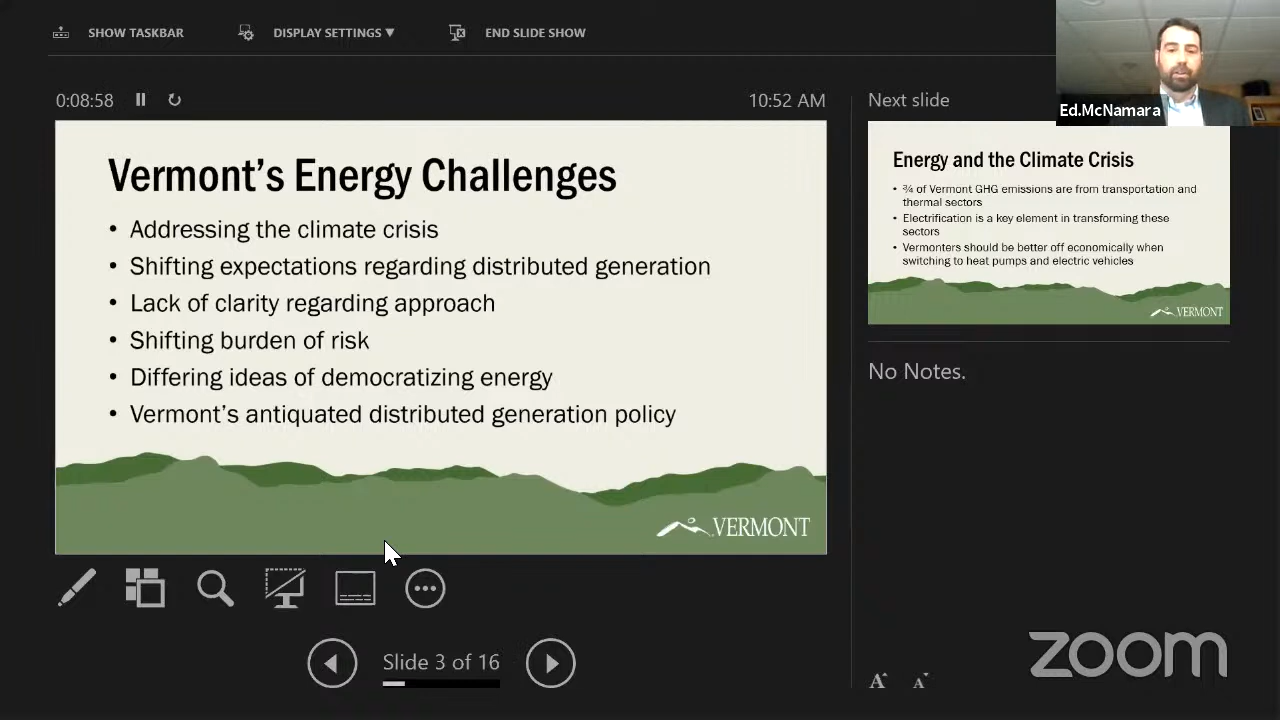 SHOW TASKBAR
DISPLAY SETTINGS ▼
END SLIDE SHOW
Ed.McNamara
0:08:58
10:52 AM
Next slide
Vermont’s Energy Challenges
• Addressing the climate crisis
• Shifting expectations regarding distributed generation
• Lack of clarity regarding approach
• Shifting burden of risk
• Differing ideas of democratizing energy
• Vermont’s antiquated distributed generation policy
VERMONT
Energy and the Climate Crisis
• ¾ of Vermont GHG emissions are from transportation and
thermal sectors
• Electrification is a key element in transforming these
sectors
• Vermonters should be better off economically when
switching to heat pumps and electric vehicles
VERMONT
No Notes.
Slide 3 of 16
A A
zoom